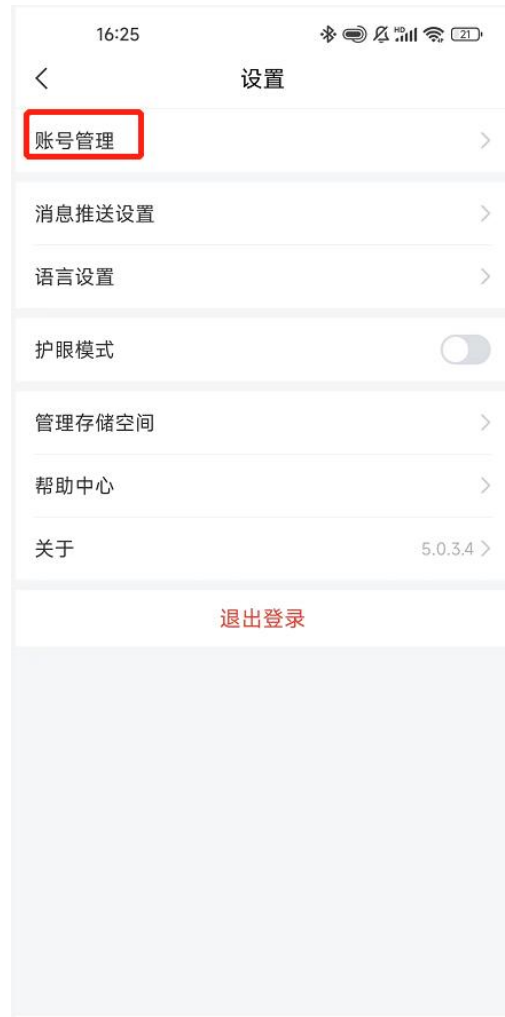 16:25
HD 21
设置
账号管理
消息推送设置
语言设置
护眼模式
管理存储空间
帮助中心
关于 5.0.3.4
退出登录